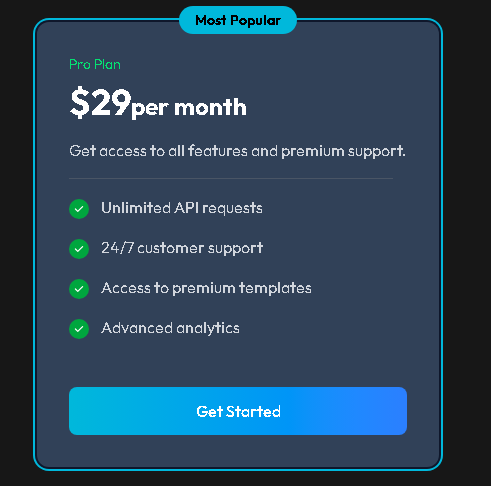 Most Popular
Pro Plan
$29per month
Get access to all features and premium support.
Unlimited API requests
24/7 customer support
Access to premium templates
Advanced analytics
Get Started